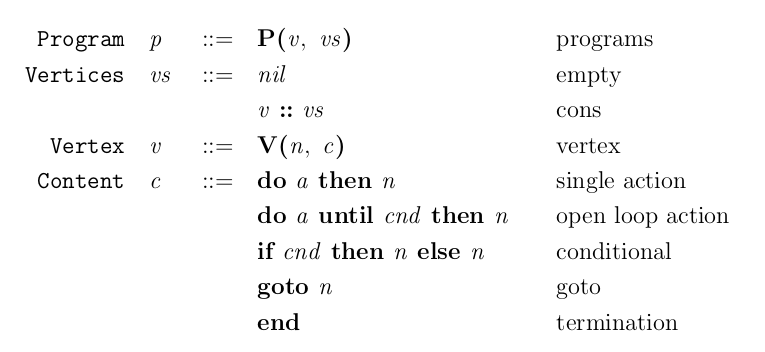 Program p ::= P(v, vs) programs
Vertices vs ::= nil empty
v :: vs cons
Vertex v ::= V(n, c) vertex
Content c ::= do a then n single action
do a until cnd then n open loop action
if cnd then n else n conditional
goto n goto
end termination